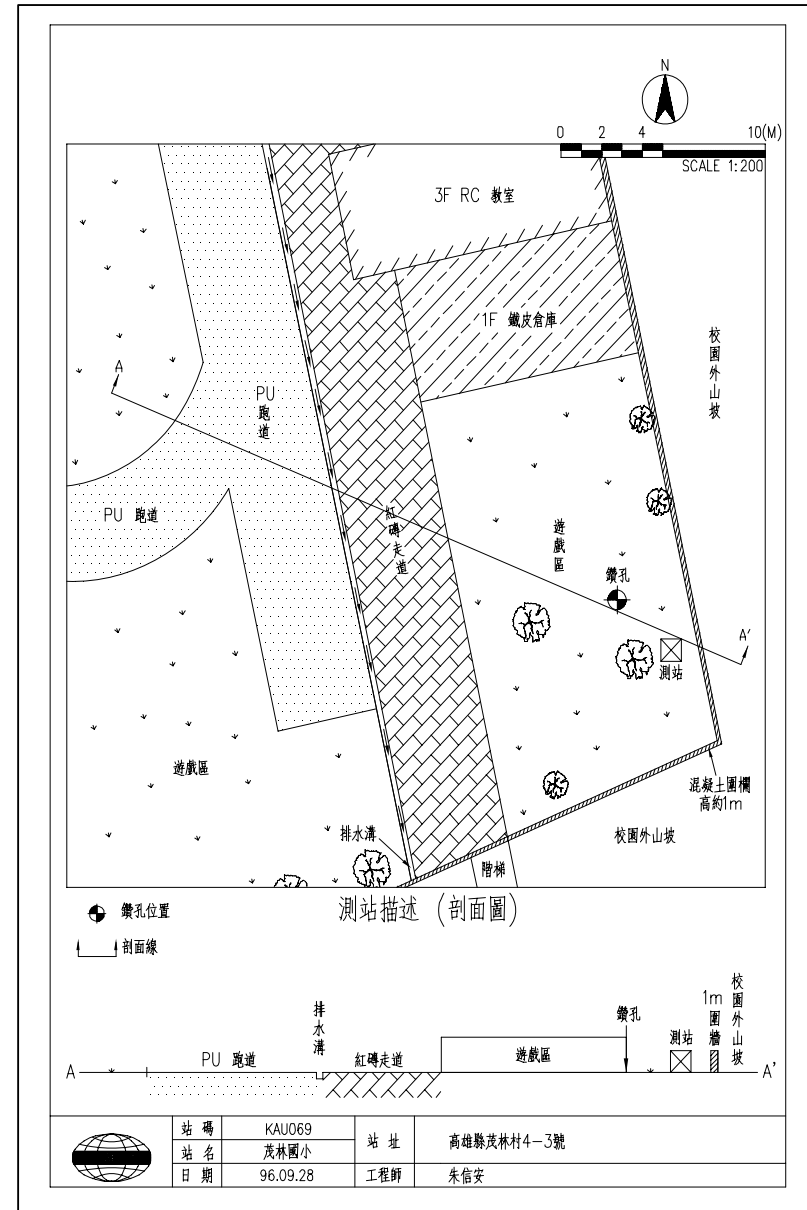 N
0 2 4 10(M)
SCALE 1:200
3F RC 教室
1F 鐵皮倉庫
校園外山坡
A
PU 跑道
PU 跑道
紅磚走道
遊戲區
鑽孔
A'
測站
遊戲區
混凝土圍欄
高約1m
排水溝
校園外山坡
階梯
鑽孔位置
測站描述 (剖面圖)
剖面線
A
PU 跑道
排水溝
紅磚走道
遊戲區
鑽孔
測站
1m圍牆
校園外山坡
A'
站碼 KAU069
站名 茂林國小
日期 96.09.28
站址 高雄縣茂林村4-3號
工程師 朱信安